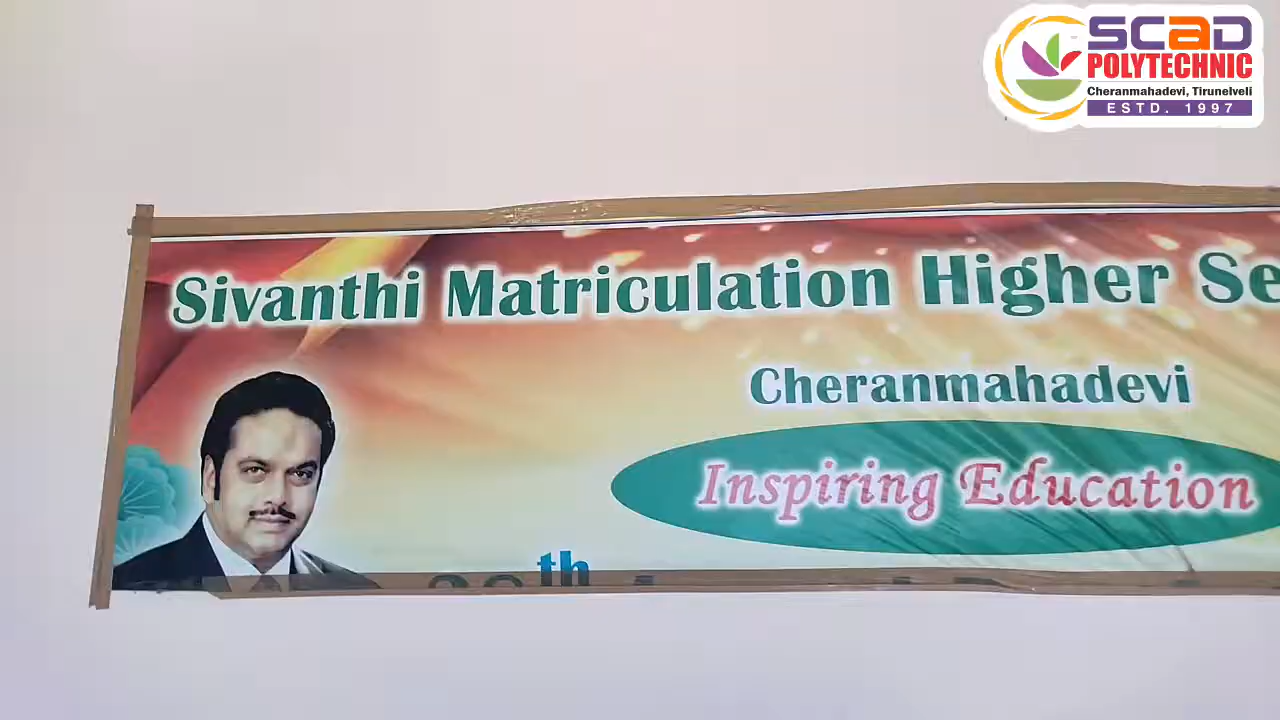 SCAD
POLYTECHNIC
Cheranmahadevi, Tirunelveli
ESTD. 1997
Sivanthi Matriculation Higher Se
Cheranmahadevi
Inspiring Education
th